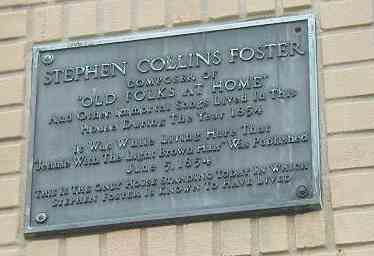 STEPHEN COLLINS FOSTER
COMPOSER OF
"OLD FOLKS AT HOME"
And Other Immortal Songs Lived In This
House During The Year 1854
It Was While Living Here That
"Jeanie With The Light Brown Hair" Was Published
June 5, 1854
THIS IS THE ONLY HOUSE STANDING TODAY IN WHICH
STEPHEN FOSTER IS KNOWN TO HAVE LIVED